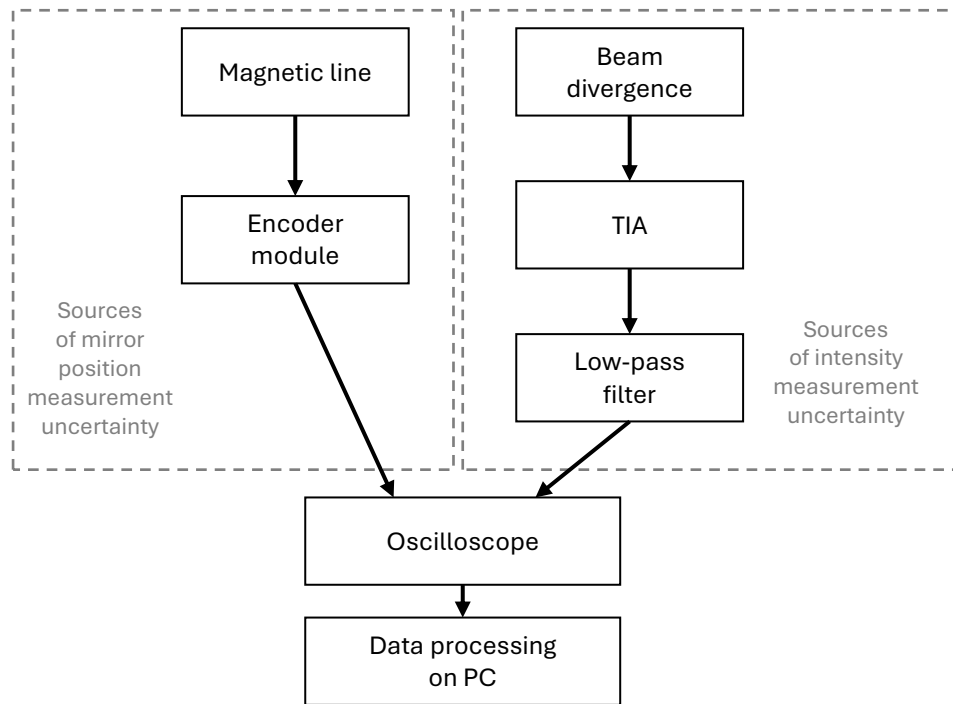 Magnetic line
Encoder
module
Sources
of mirror
position
measurement
uncertainty
Beam
divergence
TIA
Low-pass
filter
Sources
of intensity
measurement
uncertainty
Oscilloscope
Data processing
on PC